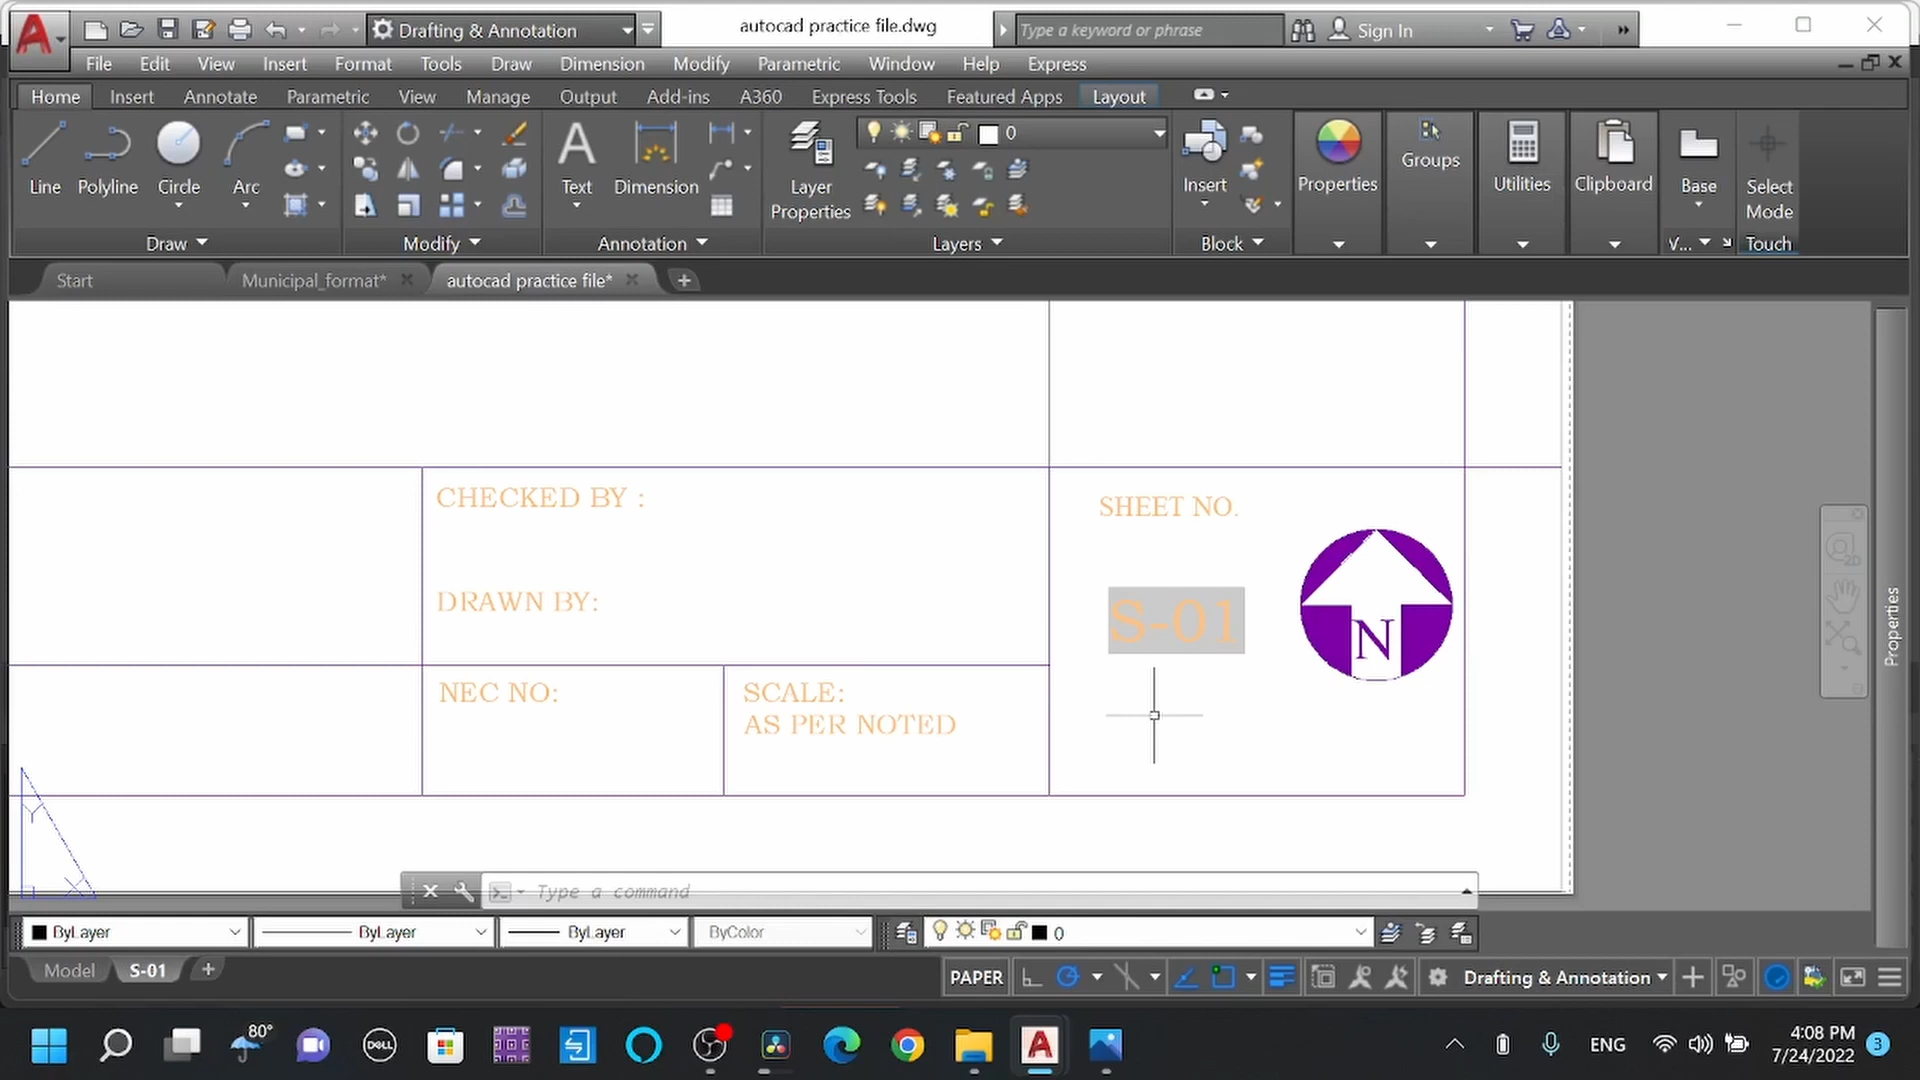 Drafting & Annotation
autocad practice file.dwg
Type a keyword or phrase
Sign In
File Edit View Insert Format Tools Draw Dimension Modify Parametric Window Help Express
Home Insert Annotate Parametric View Manage Output Add-ins A360 Express Tools Featured Apps Layout
0
Line Polyline Circle Arc
Text Dimension
Layer
Properties
Insert
Properties
Groups
Utilities
Clipboard
Base
Select
Mode
Draw Modify Annotation Layers Block V... Touch
Start Municipal_format* autocad practice file*
CHECKED BY :
SHEET NO.
DRAWN BY:
S-01
N
NEC NO:
SCALE:
AS PER NOTED
Y
X
2D
Properties
Type a command
ByLayer ByLayer ByLayer ByColor 0
Model S-01
PAPER Drafting & Annotation
80°
DELL
ENG
4:08 PM
7/24/2022
3